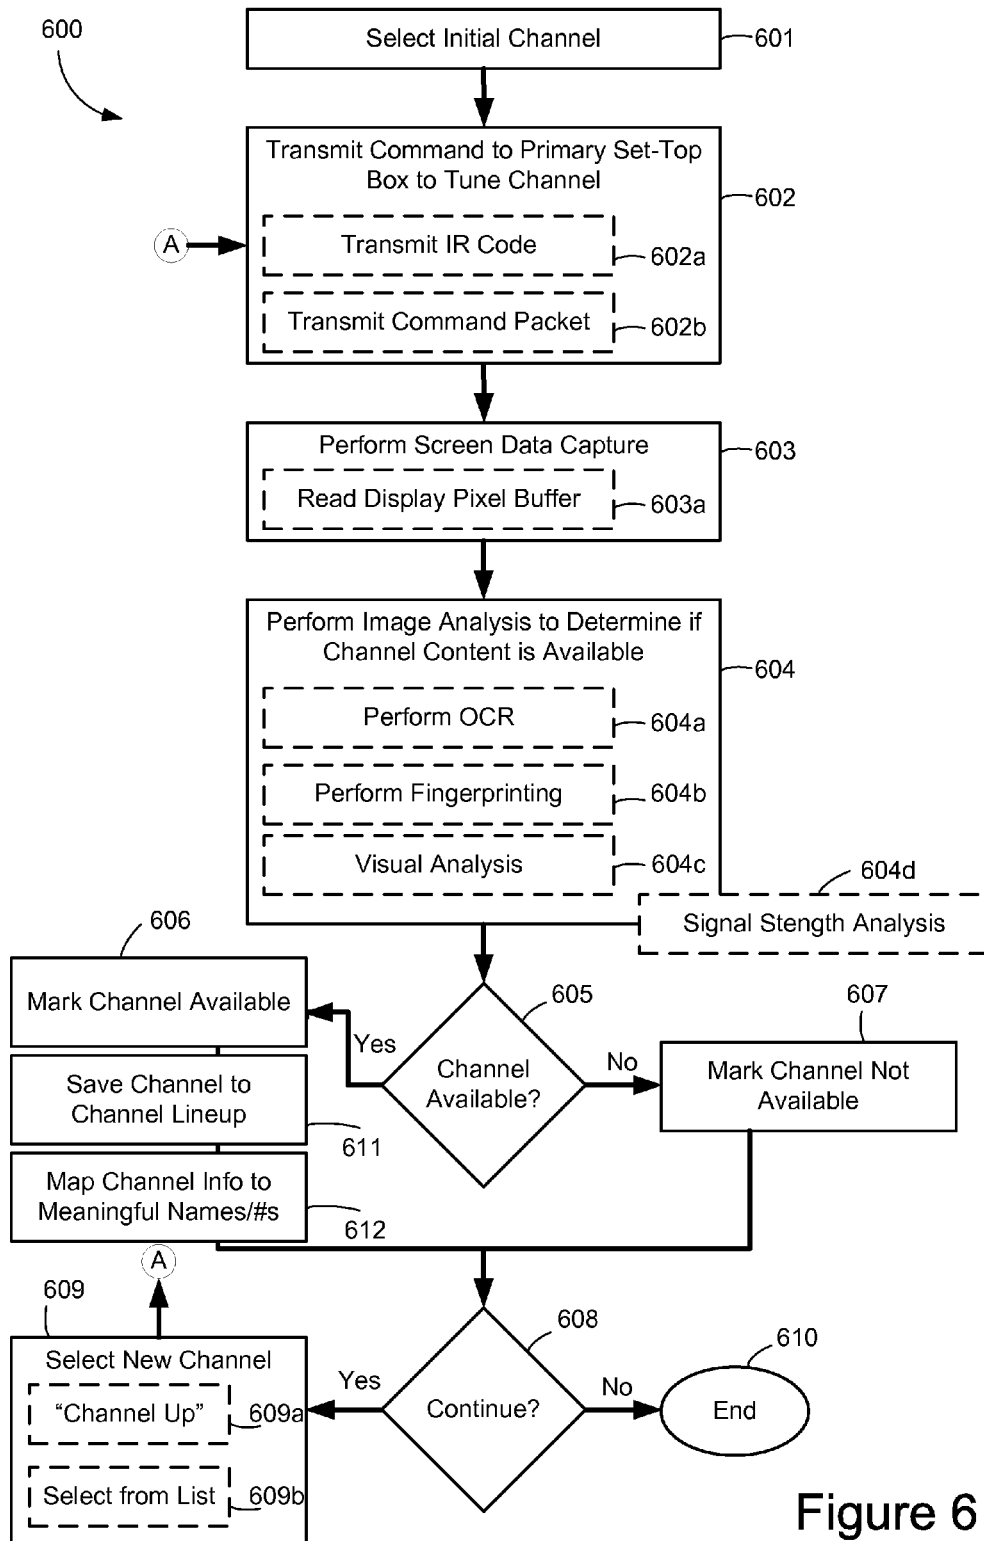 600
Select Initial Channel
601
Transmit Command to Primary Set-Top
Box to Tune Channel
602
A
Transmit IR Code
602a
Transmit Command Packet
602b
Perform Screen Data Capture
603
Read Display Pixel Buffer
603a
Perform Image Analysis to Determine if
Channel Content is Available
604
Perform OCR
604a
Perform Fingerprinting
604b
Visual Analysis
604c
604d
Signal Stength Analysis
606
Mark Channel Available
605
607
Yes
Channel
Available?
No
Mark Channel Not
Available
Save Channel to
Channel Lineup
611
Map Channel Info to
Meaningful Names/#s
612
A
609
Select New Channel
"Channel Up"
609a
Select from List
609b
608
Yes
Continue?
No
610
End
Figure 6